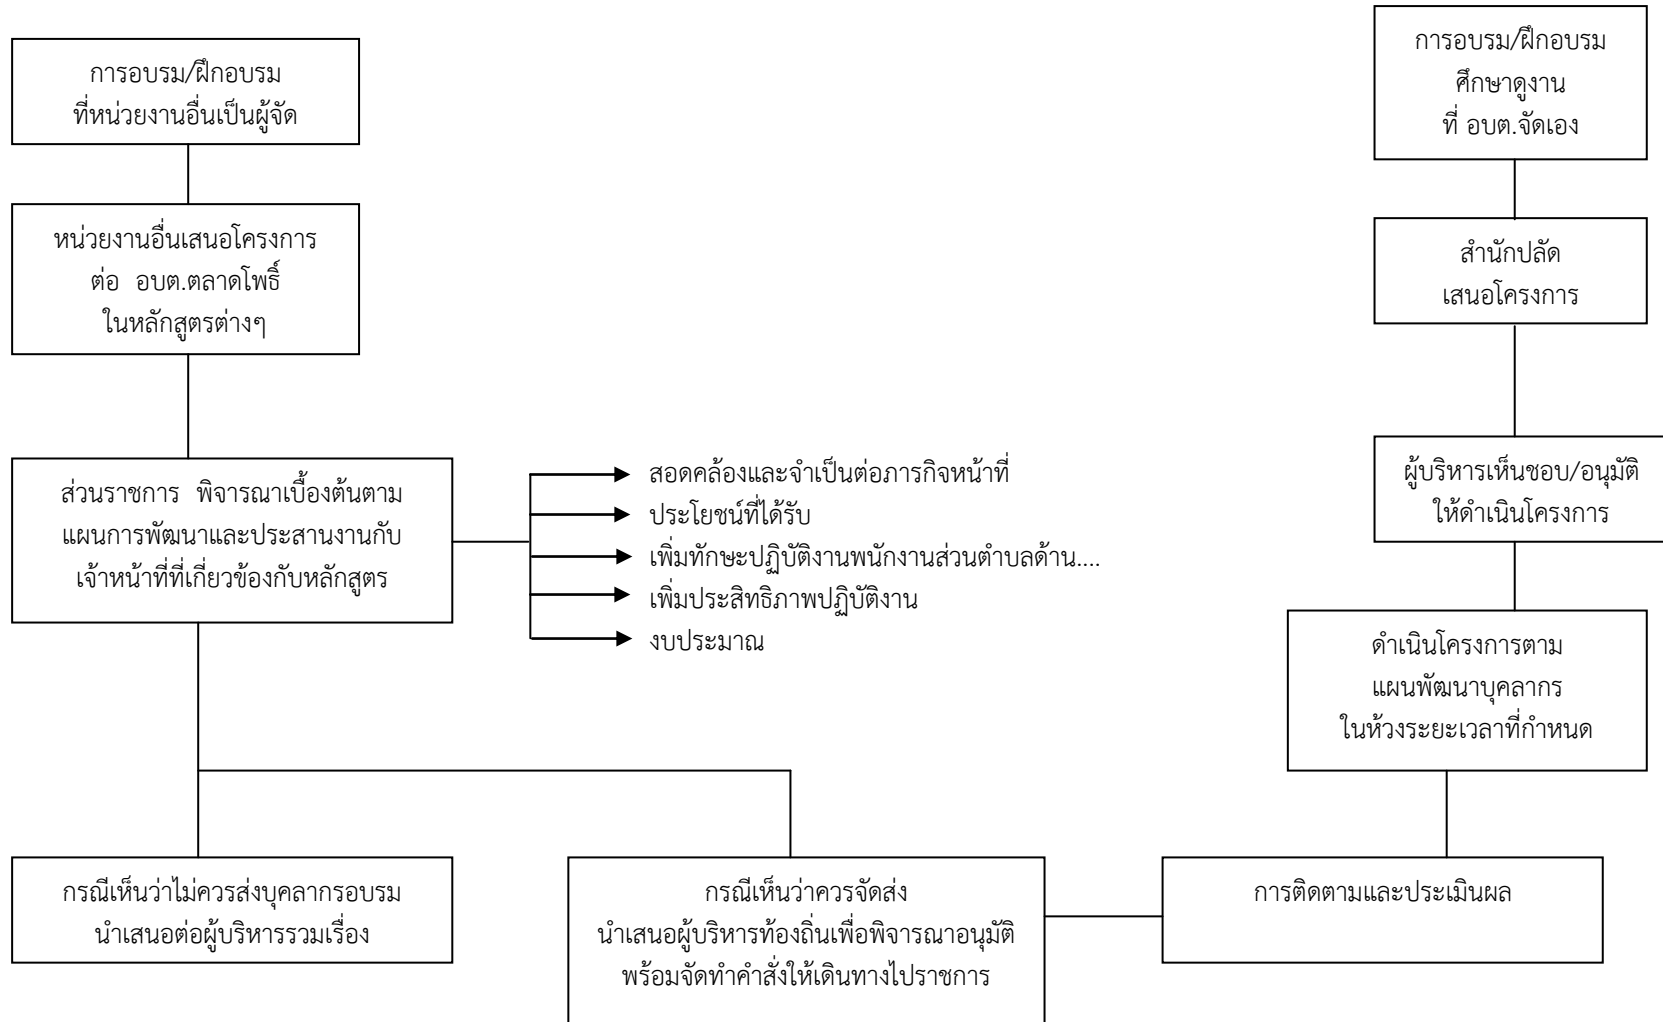 การอบรม/ฝึกอบรม
ที่หน่วยงานอื่นเป็นผู้จัด
หน่วยงานอื่นเสนอโครงการ
ต่อ อบต.ตลาดโพธิ์
ในหลักสูตรต่างๆ
ส่วนราชการ พิจารณาเบื้องต้นตาม
แผนการพัฒนาและประสานงานกับ
เจ้าหน้าที่ที่เกี่ยวข้องกับหลักสูตร
สอดคล้องและจำเป็นต่อภารกิจหน้าที่
ประโยชน์ที่ได้รับ
เพิ่มทักษะปฏิบัติงานพนักงานส่วนตำบลด้าน....
เพิ่มประสิทธิภาพปฏิบัติงาน
งบประมาณ
กรณีเห็นว่าไม่ควรส่งบุคลากรอบรม
นำเสนอต่อผู้บริหารรวมเรื่อง
กรณีเห็นว่าควรจัดส่ง
นำเสนอผู้บริหารท้องถิ่นเพื่อพิจารณาอนุมัติ
พร้อมจัดทำคำสั่งให้เดินทางไปราชการ
การอบรม/ฝึกอบรม
ศึกษาดูงาน
ที่ อบต.จัดเอง
สำนักปลัด
เสนอโครงการ
ผู้บริหารเห็นชอบ/อนุมัติ
ให้ดำเนินโครงการ
ดำเนินโครงการตาม
แผนพัฒนาบุคลากร
ในห้วงระยะเวลาที่กำหนด
การติดตามและประเมินผล